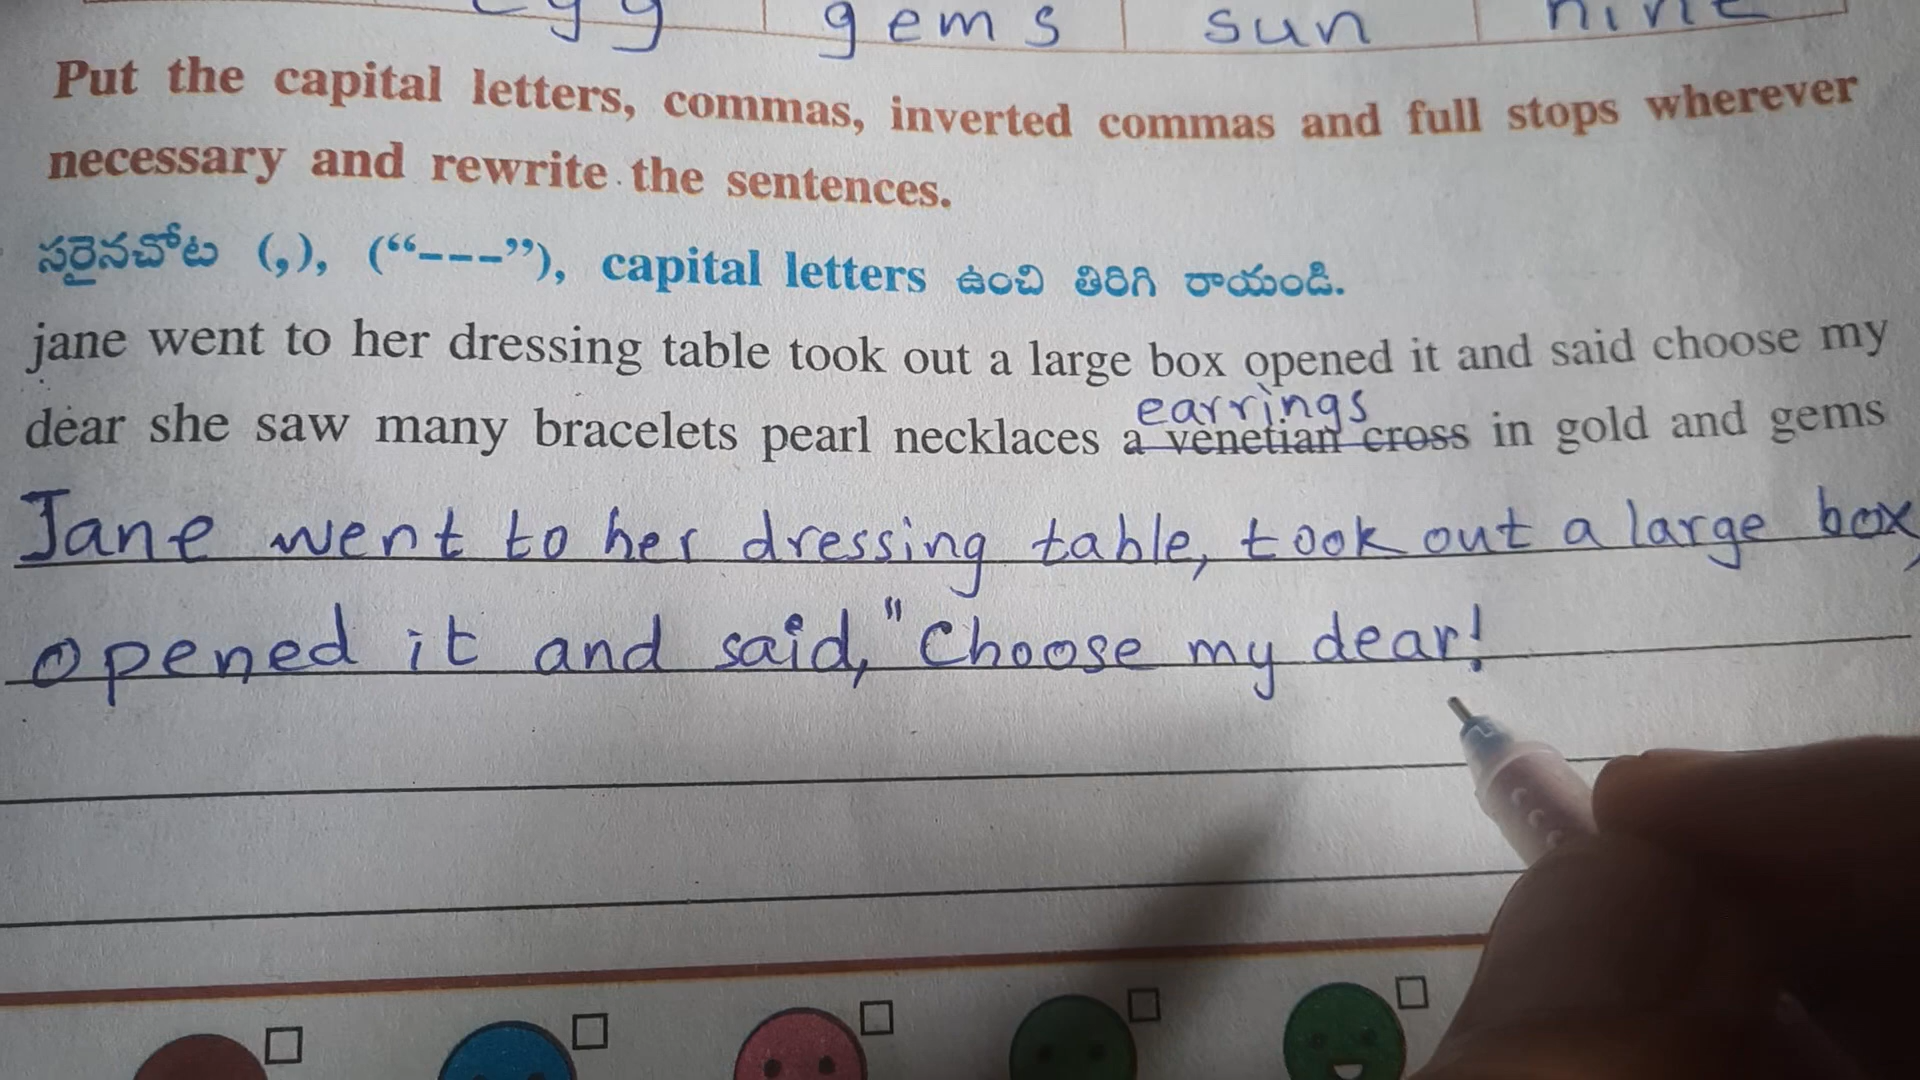 gems sun
Put the capital letters, commas, inverted commas and full stops wherever
necessary and rewrite the sentences.
సరైనచోట (,), (“---”), capital letters ఉంచి తిరిగి రాయండి.
jane went to her dressing table took out a large box opened it and said choose my
earrings
dear she saw many bracelets pearl necklaces a venetian cross in gold and gems
Jane went to her dressing table, took out a large box,
opened it and said, "Choose my dear!